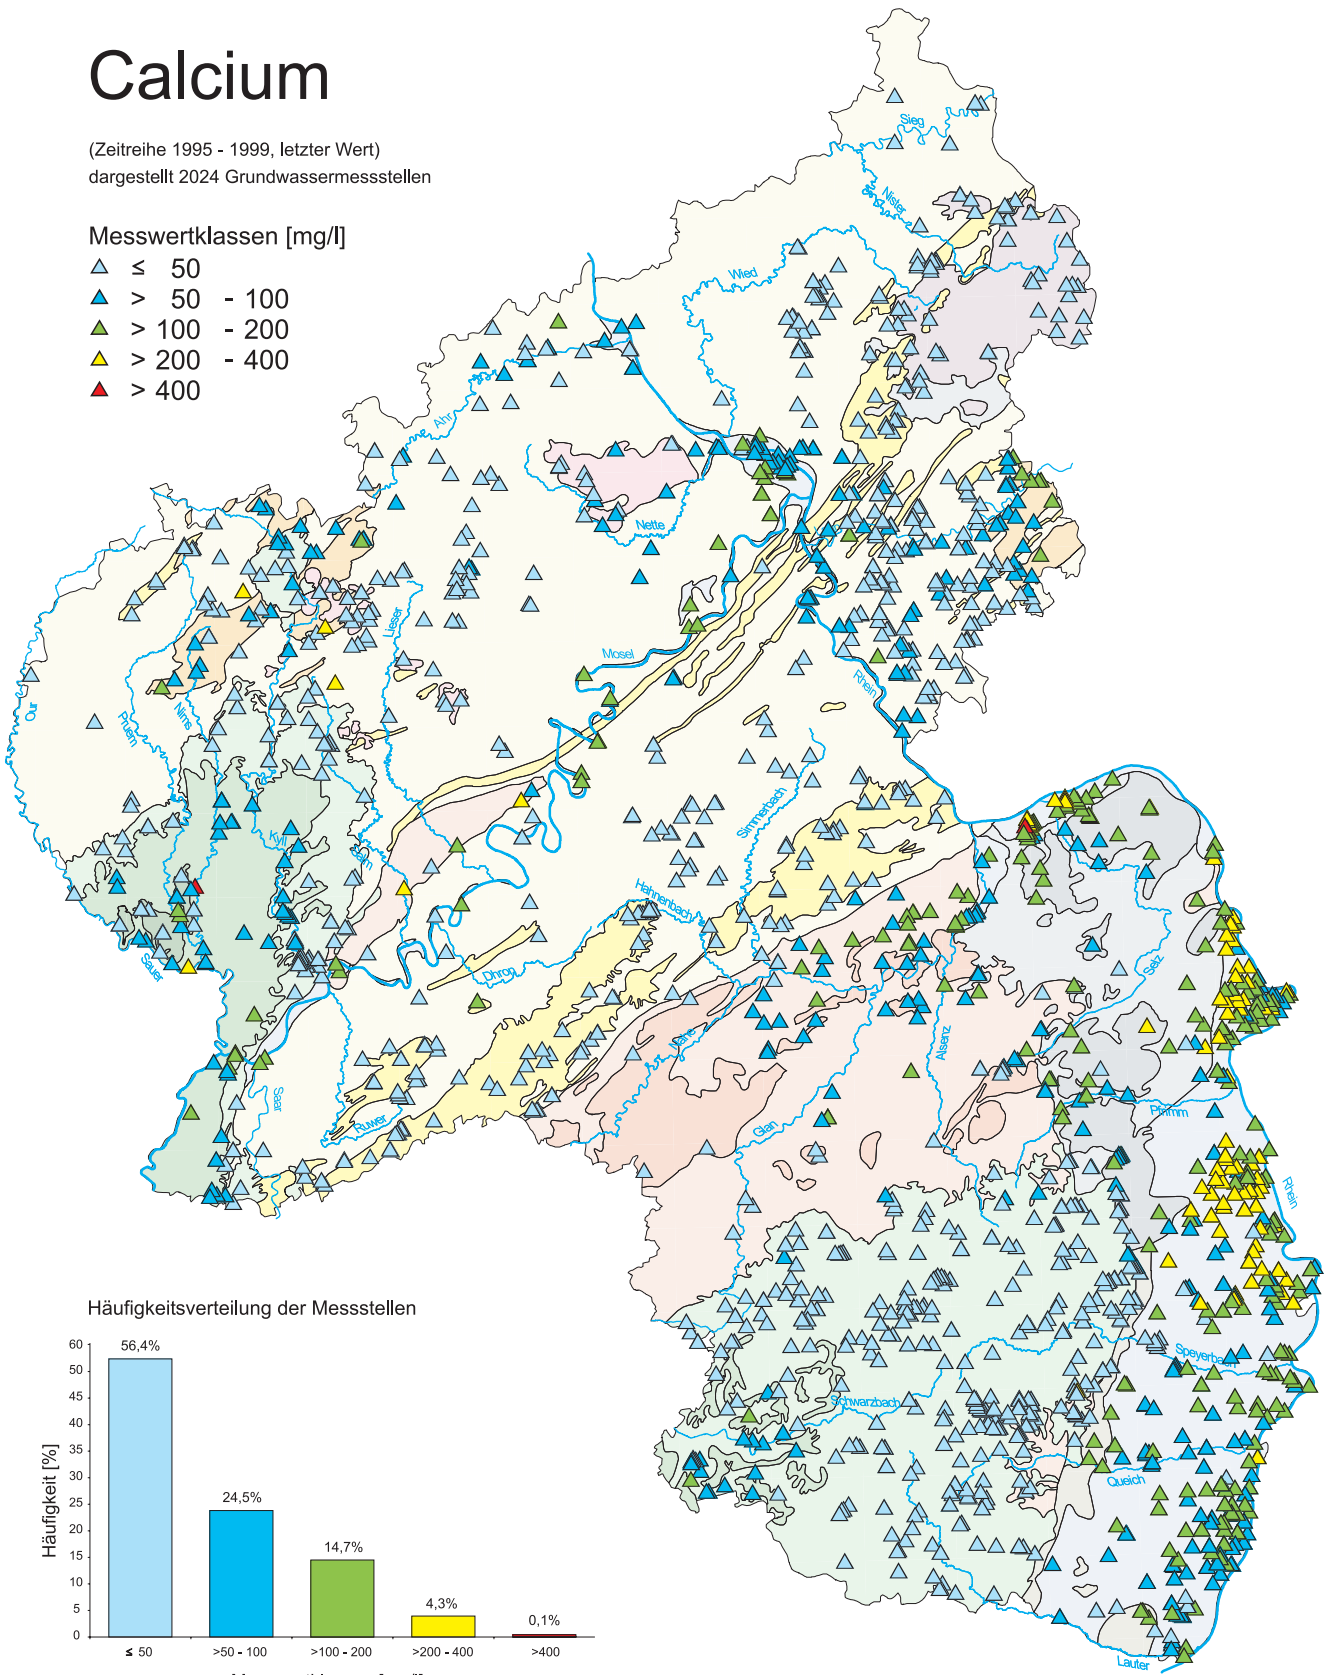 Calcium
(Zeitreihe 1995 - 1999, letzter Wert)
dargestellt 2024 Grundwassermessstellen
Messwertklassen [mg/l]
≤ 50
> 50 - 100
> 100 - 200
> 200 - 400
> 400
Sieg
Nister
Wied
Ahr
Nette
Lieser
Mosel
Rhein
Our
Pruem
Nims
Kyll
Salm
Simmerbach
Hahnenbach
Dhron
Sauer
Selz
Nahe
Alsenz
Saar
Ruwer
Glan
Pfrimm
Rhein
Speyerbach
Schwarzbach
Queich
Lauter
Häufigkeitsverteilung der Messstellen
Häufigkeit [%]
60
50
45
40
35
30
25
20
15
10
5
0
56,4%
24,5%
14,7%
4,3%
0,1%
≤ 50
>50 - 100
>100 - 200
>200 - 400
>400